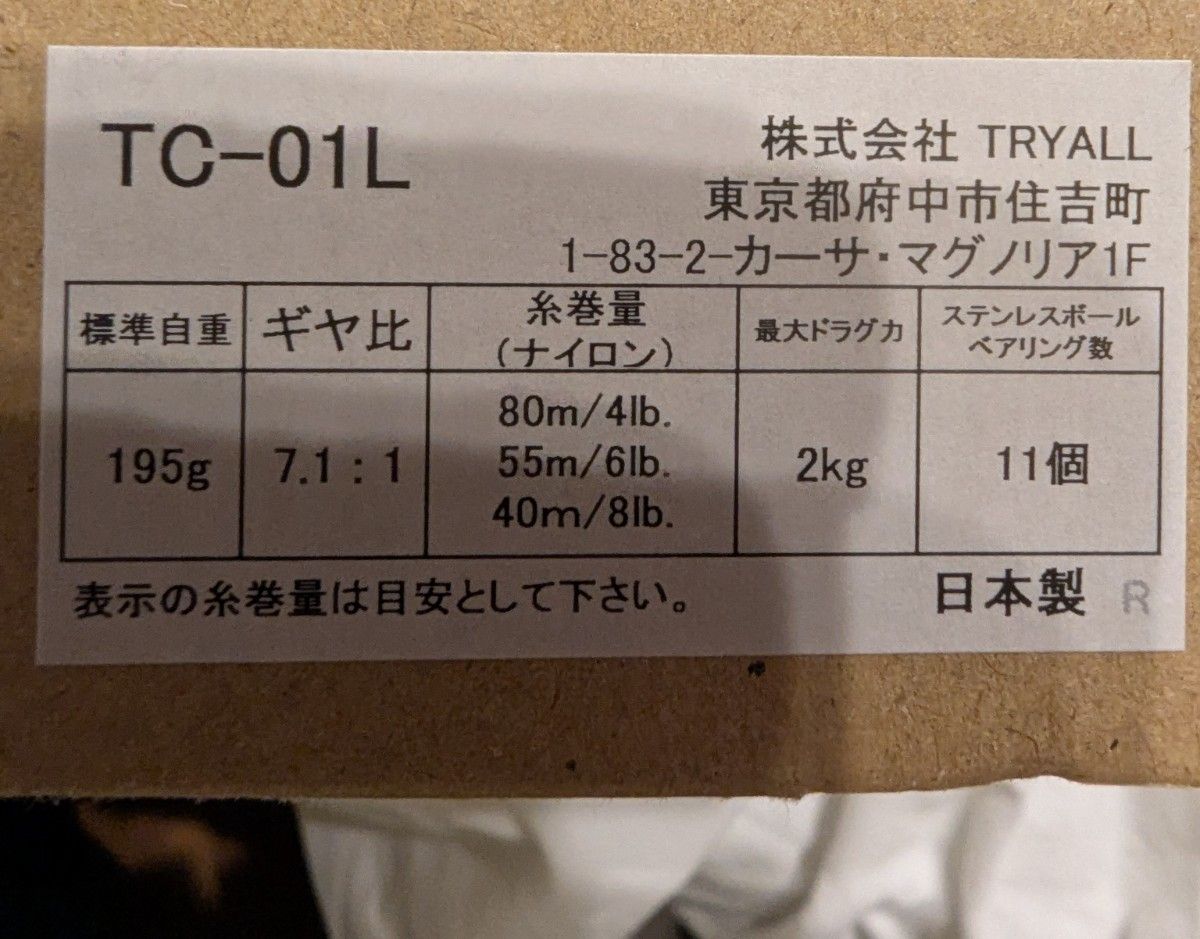 TC-01L
株式会社 TRYALL
東京都府中市住吉町
1-83-2-カーサ・マグノリア1F
標準自重 ギヤ比 糸巻量 (ナイロン) 最大ドラグ力 ステンレスボール ベアリング数
195g 7.1：1 80m/4lb. 55m/6lb. 40m/8lb. 2kg 11個
表示の糸巻量は目安として下さい。 日本製 R